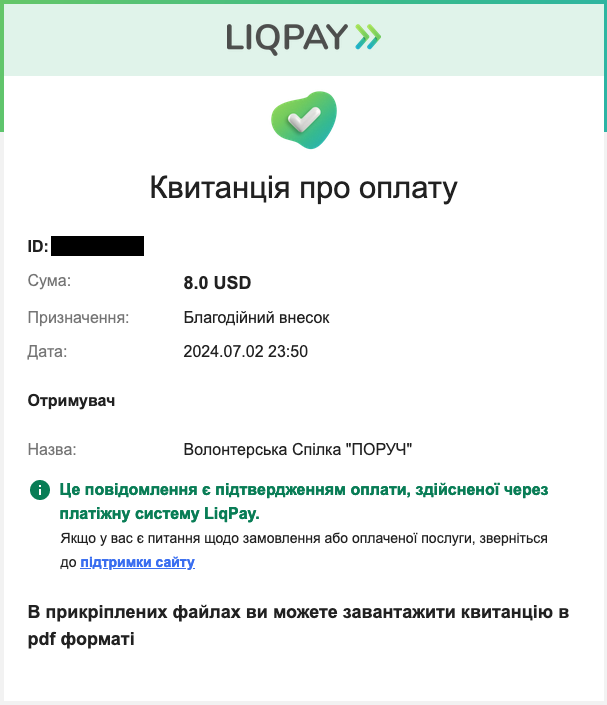 LIQPAY
Квитанція про оплату
ID:
Сума: 8.0 USD
Призначення: Благодійний внесок
Дата: 2024.07.02 23:50
Отримувач
Назва: Волонтерська Спілка "ПОРУЧ"
Це повідомлення є підтвердженням оплати, здійсненої через
платіжну систему LiqPay.
Якщо у вас є питання щодо замовлення або оплаченої послуги, зверніться
до підтримки сайту
В прикріплених файлах ви можете завантажити квитанцію в
pdf форматі